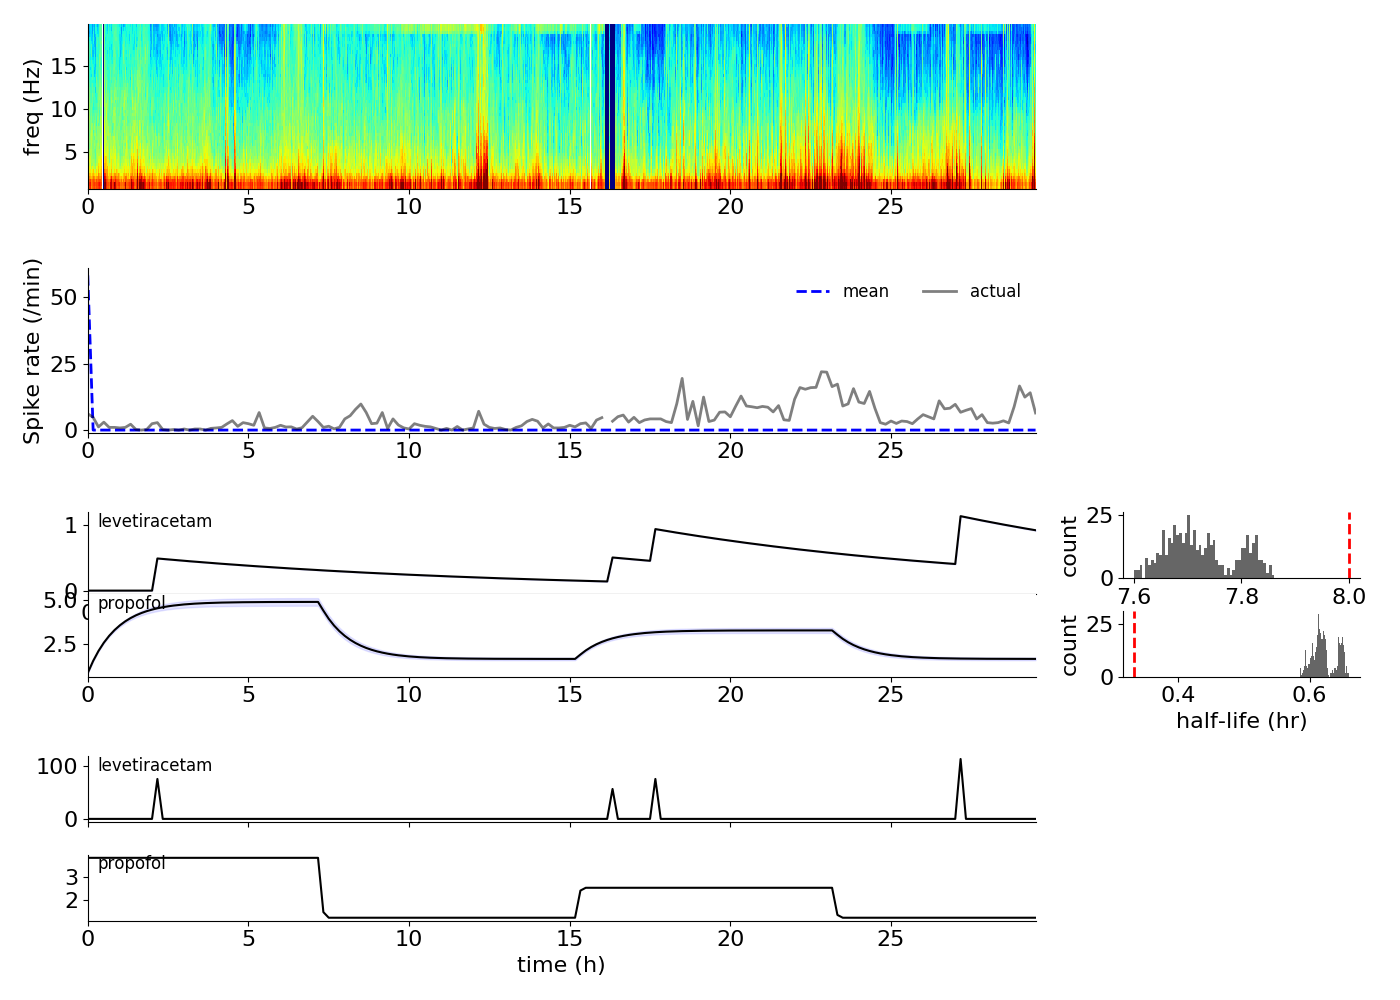 freq (Hz)
15
10
5
0 5 10 15 20 25
Spike rate (/min)
50
25
0
mean actual
0 5 10 15 20 25
levetiracetam
1
0
0
propofol
5.0
2.5
0 5 10 15 20 25
count
25
0
7.6 7.8 8.0
count
25
0
0.4 0.6
half-life (hr)
levetiracetam
100
0
propofol
3
2
0 5 10 15 20 25
time (h)